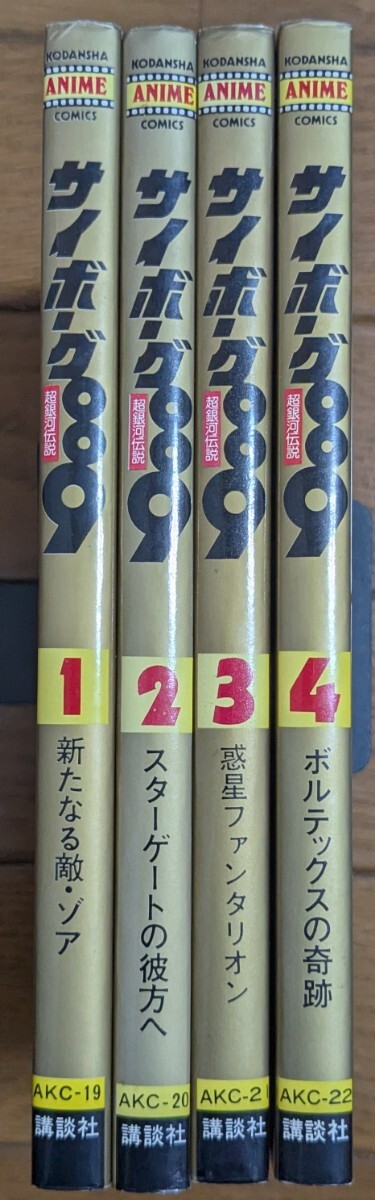 KODANSHA
ANIME
COMICS
サイボーグ009
超銀河伝説
1
新たなる敵・ゾア
AKC-19
講談社
KODANSHA
ANIME
COMICS
サイボーグ009
超銀河伝説
2
スターゲートの彼方へ
AKC-20
講談社
KODANSHA
ANIME
COMICS
サイボーグ009
超銀河伝説
3
惑星ファンタリオン
AKC-21
講談社
KODANSHA
ANIME
COMICS
サイボーグ009
超銀河伝説
4
ボルテックスの奇跡
AKC-22
講談社